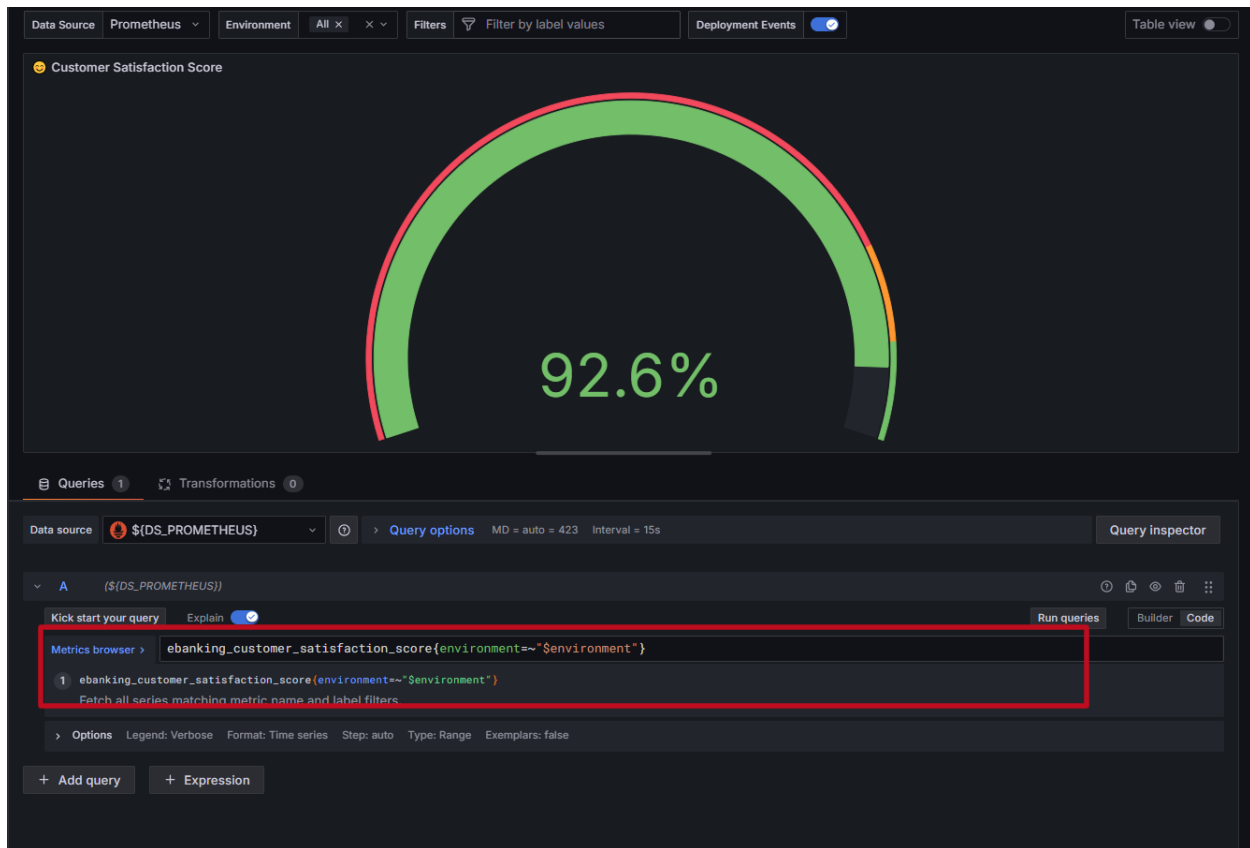 Data Source Prometheus Environment All × × Filters Filter by label values Deployment Events Table view
😊 Customer Satisfaction Score
92.6%
Queries 1 Transformations 0
Data source ${DS_PROMETHEUS} Query options MD = auto = 423 Interval = 15s Query inspector
A (${DS_PROMETHEUS})
Kick start your query Explain Run queries Builder Code
Metrics browser > ebanking_customer_satisfaction_score{environment=~"$environment"}
1 ebanking_customer_satisfaction_score{environment=~"$environment"}
Fetch all series matching metric name and label filters.
> Options Legend: Verbose Format: Time series Step: auto Type: Range Exemplars: false
+ Add query + Expression